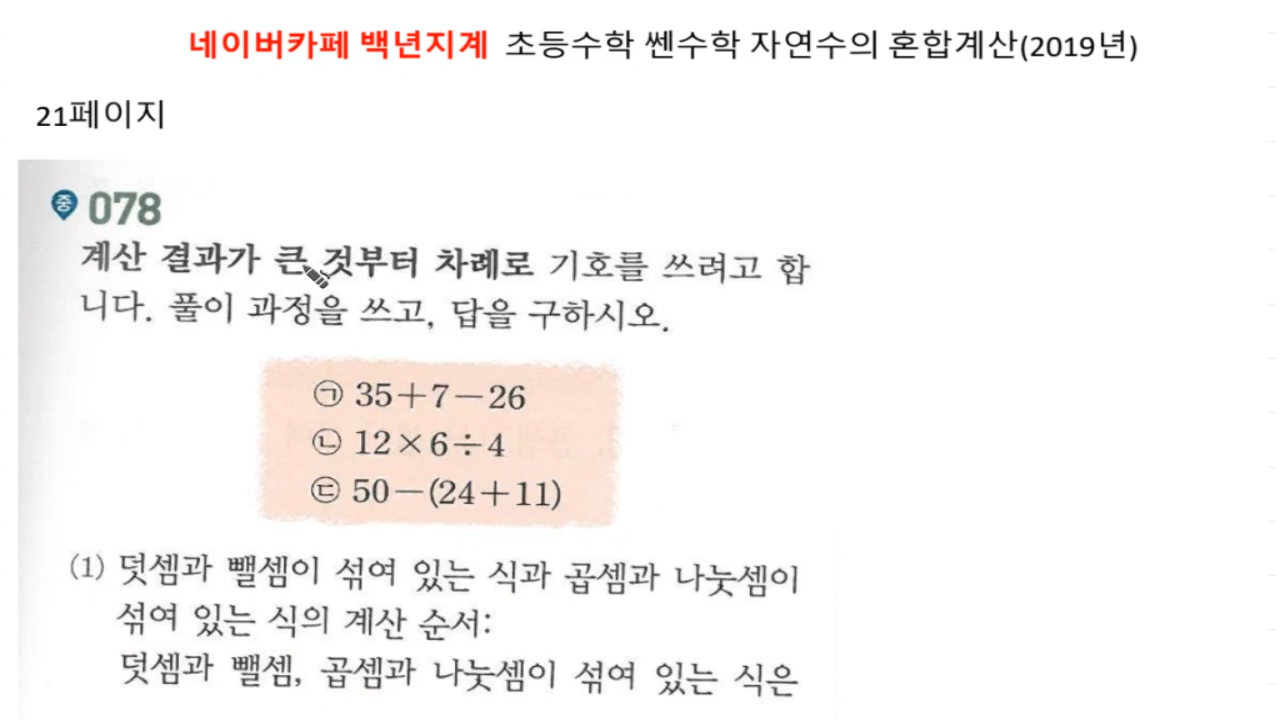 네이버카페 백년지계 초등수학 쎈수학 자연수의 혼합계산(2019년)
21페이지
중 078
계산 결과가 큰 것부터 차례로 기호를 쓰려고 합
니다. 풀이 과정을 쓰고, 답을 구하시오.
㉠ 35+7-26
㉡ 12×6÷4
㉢ 50-(24+11)
(1) 덧셈과 뺄셈이 섞여 있는 식과 곱셈과 나눗셈이
섞여 있는 식의 계산 순서:
덧셈과 뺄셈, 곱셈과 나눗셈이 섞여 있는 식은